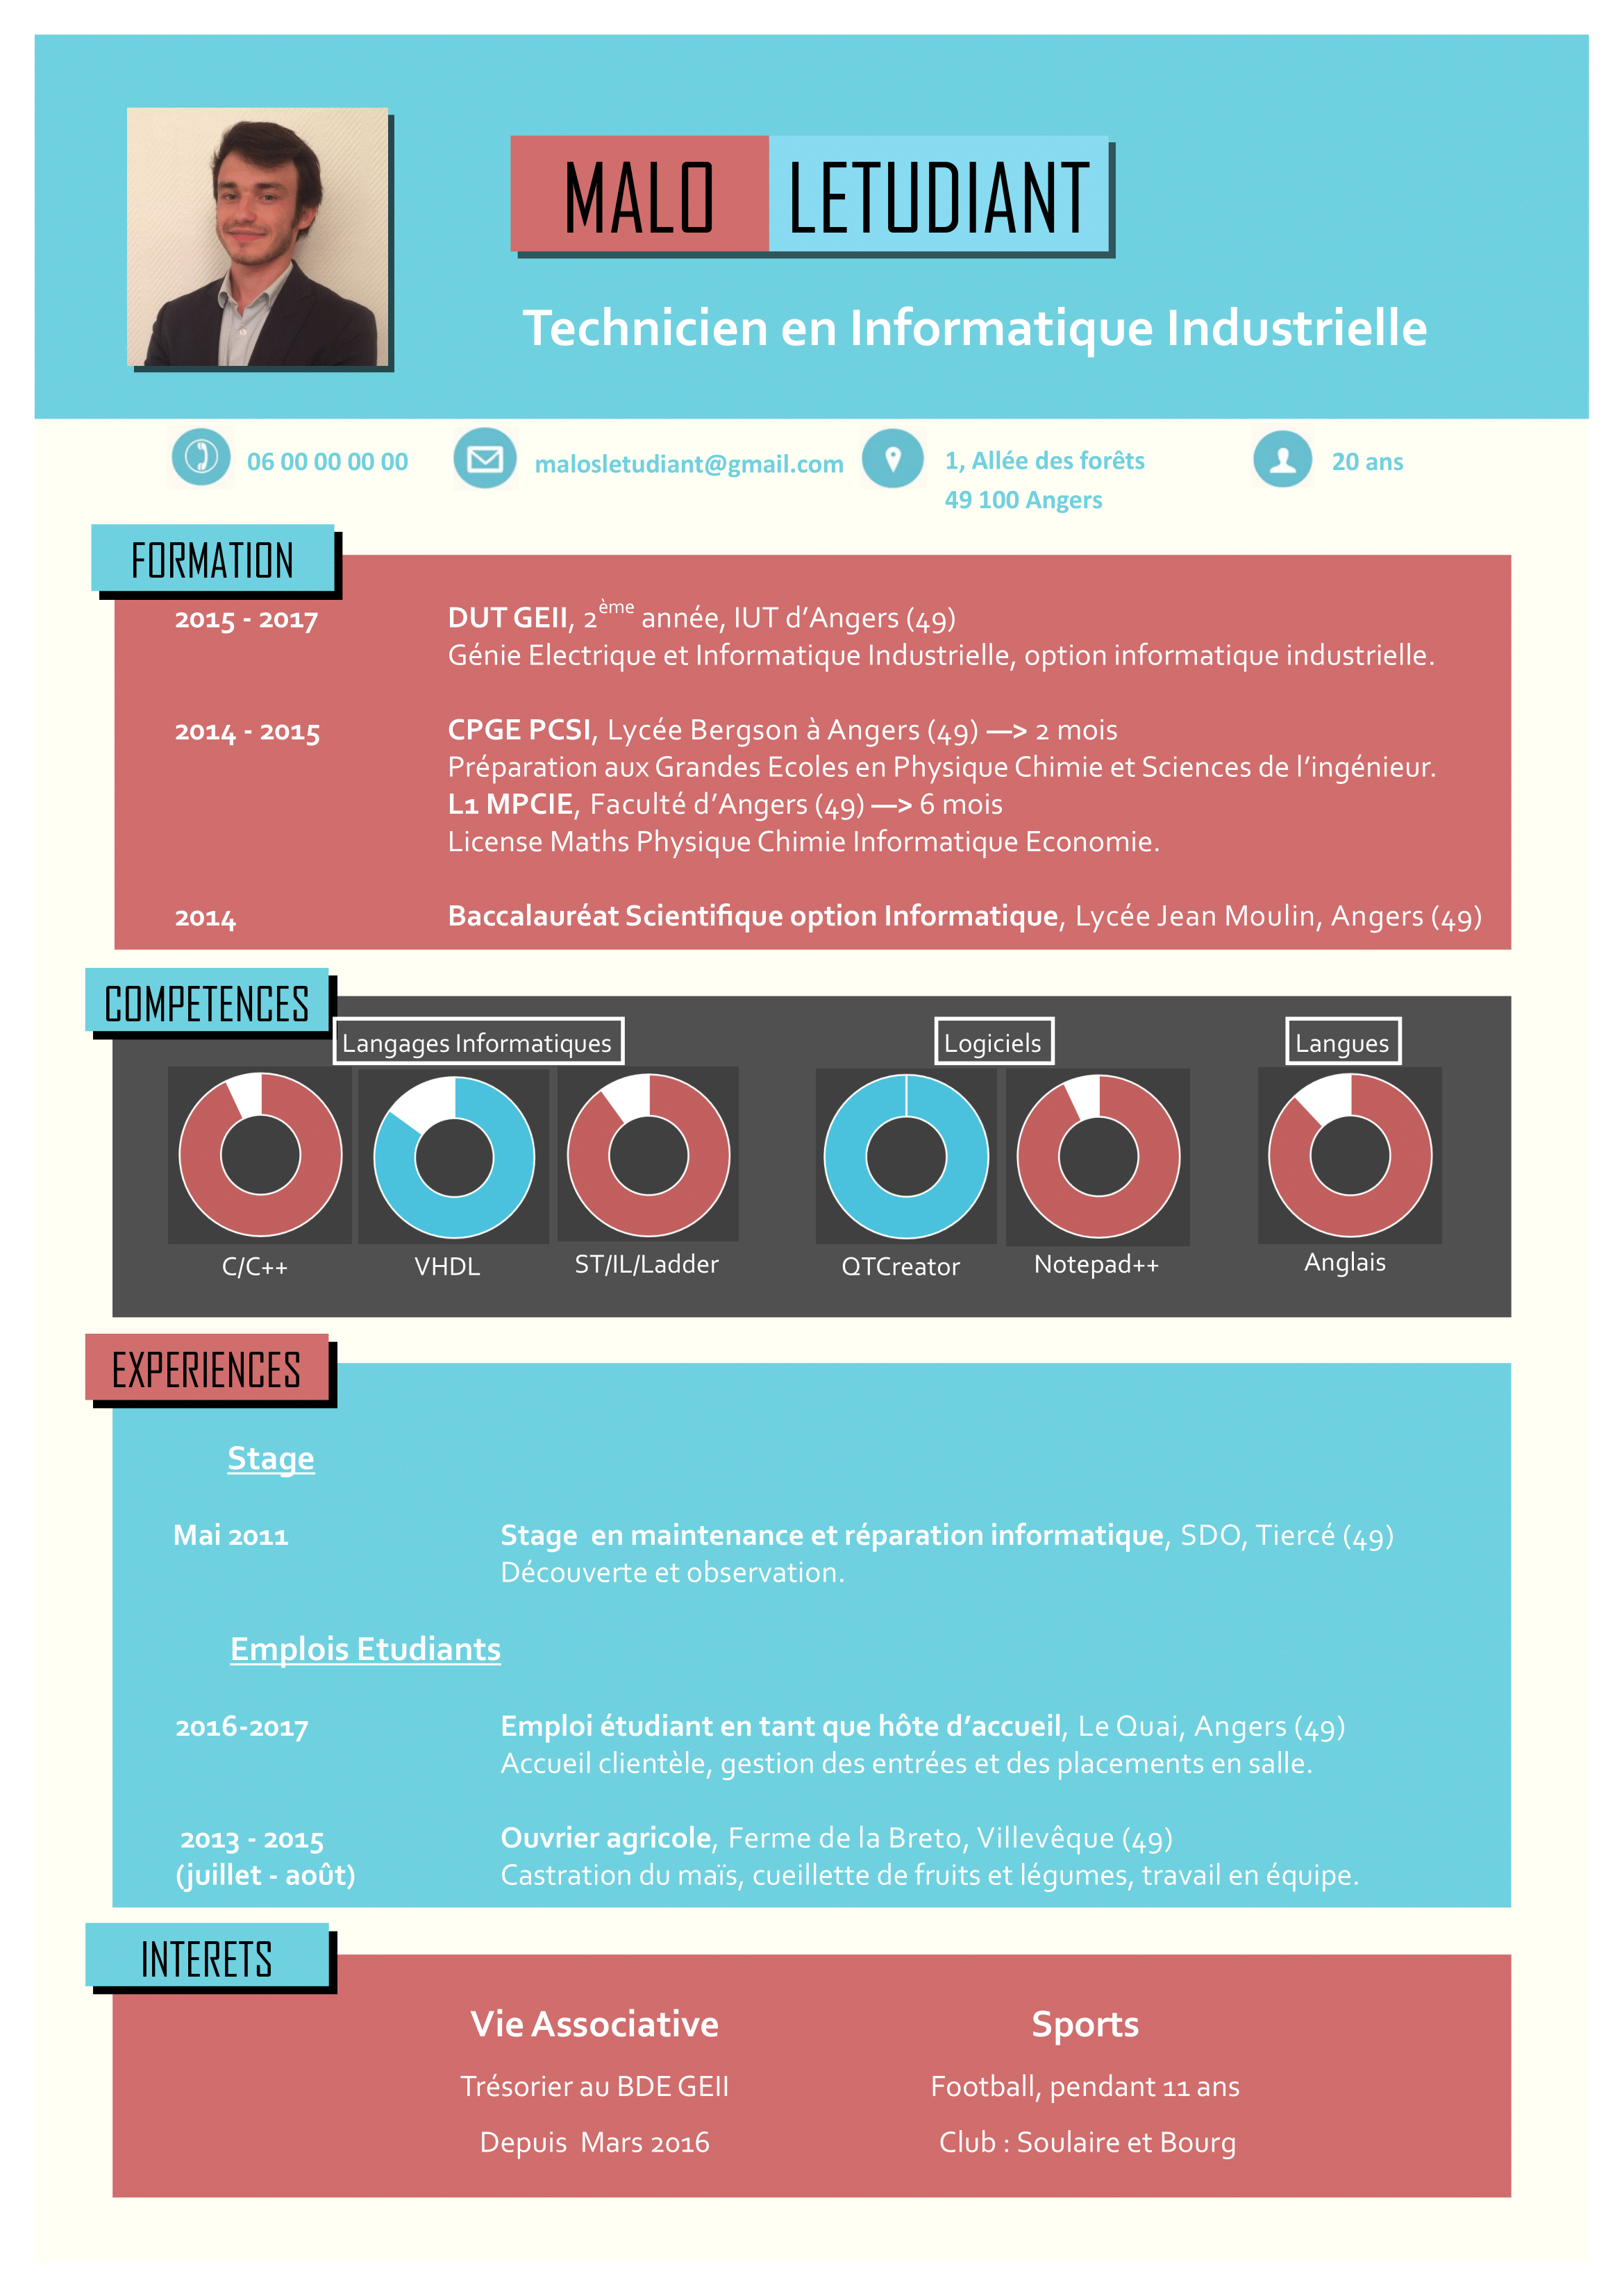 MALO LETUDIANT
Technicien en Informatique Industrielle
06 00 00 00 00
malosletudiant@gmail.com
1, Allée des forêts
49 100 Angers
20 ans
FORMATION
2015 - 2017 DUT GEII, 2ème année, IUT d’Angers (49)
Génie Electrique et Informatique Industrielle, option informatique industrielle.
2014 - 2015 CPGE PCSI, Lycée Bergson à Angers (49) —> 2 mois
Préparation aux Grandes Ecoles en Physique Chimie et Sciences de l’ingénieur.
L1 MPCIE, Faculté d’Angers (49) —> 6 mois
License Maths Physique Chimie Informatique Economie.
2014 Baccalauréat Scientifique option Informatique, Lycée Jean Moulin, Angers (49)
COMPETENCES
Langages Informatiques
Logiciels
Langues
C/C++
VHDL
ST/IL/Ladder
QTCreator
Notepad++
Anglais
EXPERIENCES
Stage
Mai 2011 Stage en maintenance et réparation informatique, SDO, Tiercé (49)
Découverte et observation.
Emplois Etudiants
2016-2017 Emploi étudiant en tant que hôte d’accueil, Le Quai, Angers (49)
Accueil clientèle, gestion des entrées et des placements en salle.
2013 - 2015 Ouvrier agricole, Ferme de la Breto, Villevêque (49)
(juillet - août) Castration du maïs, cueillette de fruits et légumes, travail en équipe.
INTERETS
Vie Associative
Trésorier au BDE GEII
Depuis Mars 2016
Sports
Football, pendant 11 ans
Club : Soulaire et Bourg